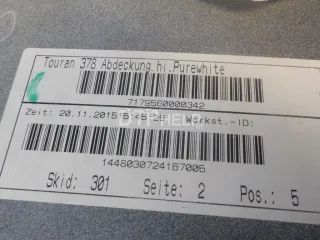 Touran 378 Abdeckung hi.Purewhite
7179560000342
Zeit: 20.11.2015 15:45:25 Werkst.-ID:
1448030724167005
Skid: 301 Seite: 2 Pos.: 5